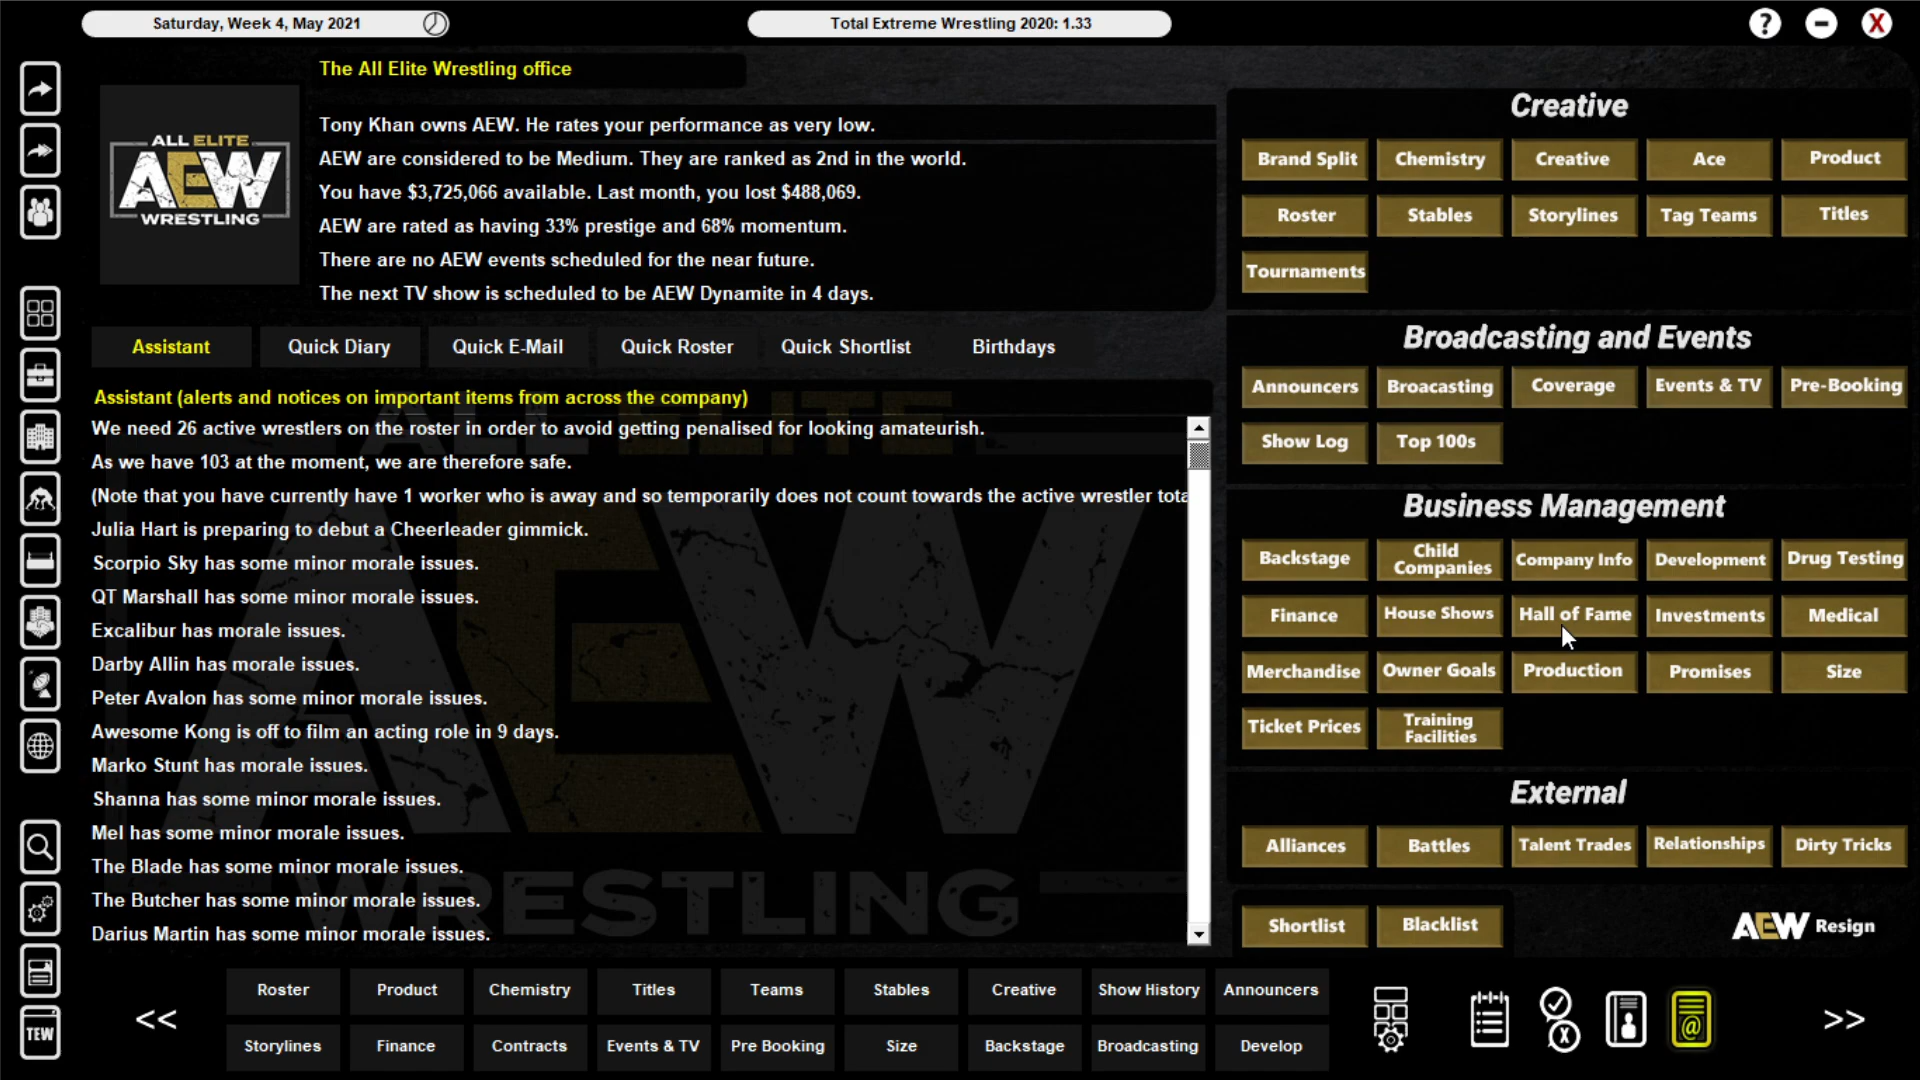 Saturday, Week 4, May 2021
Total Extreme Wrestling 2020: 1.33
?
X
The All Elite Wrestling office
ALL ELITE
AEW
WRESTLING
Tony Khan owns AEW. He rates your performance as very low.
AEW are considered to be Medium. They are ranked as 2nd in the world.
You have $3,725,066 available. Last month, you lost $488,069.
AEW are rated as having 33% prestige and 68% momentum.
There are no AEW events scheduled for the near future.
The next TV show is scheduled to be AEW Dynamite in 4 days.
Assistant Quick Diary Quick E-Mail Quick Roster Quick Shortlist Birthdays
Assistant (alerts and notices on important items from across the company)
We need 26 active wrestlers on the roster in order to avoid getting penalised for looking amateurish.
As we have 103 at the moment, we are therefore safe.
(Note that you have currently have 1 worker who is away and so temporarily does not count towards the active wrestler tota
Julia Hart is preparing to debut a Cheerleader gimmick.
Scorpio Sky has some minor morale issues.
QT Marshall has some minor morale issues.
Excalibur has morale issues.
Darby Allin has morale issues.
Peter Avalon has some minor morale issues.
Awesome Kong is off to film an acting role in 9 days.
Marko Stunt has morale issues.
Shanna has some minor morale issues.
Mel has some minor morale issues.
The Blade has some minor morale issues.
The Butcher has some minor morale issues.
Darius Martin has some minor morale issues.
ALL ELITE
AEW
WRESTLING
Creative
Brand Split Chemistry Creative Ace Product
Roster Stables Storylines Tag Teams Titles
Tournaments
Broadcasting and Events
Announcers Broacasting Coverage Events & TV Pre-Booking
Show Log Top 100s
Business Management
Backstage Child Companies Company Info Development Drug Testing
Finance House Shows Hall of Fame Investments Medical
Merchandise Owner Goals Production Promises Size
Ticket Prices Training Facilities
External
Alliances Battles Talent Trades Relationships Dirty Tricks
Shortlist Blacklist AEW Resign
TEW
<< Roster Product Chemistry Titles Teams Stables Creative Show History Announcers >>
Storylines Finance Contracts Events & TV Pre Booking Size Backstage Broadcasting Develop
@